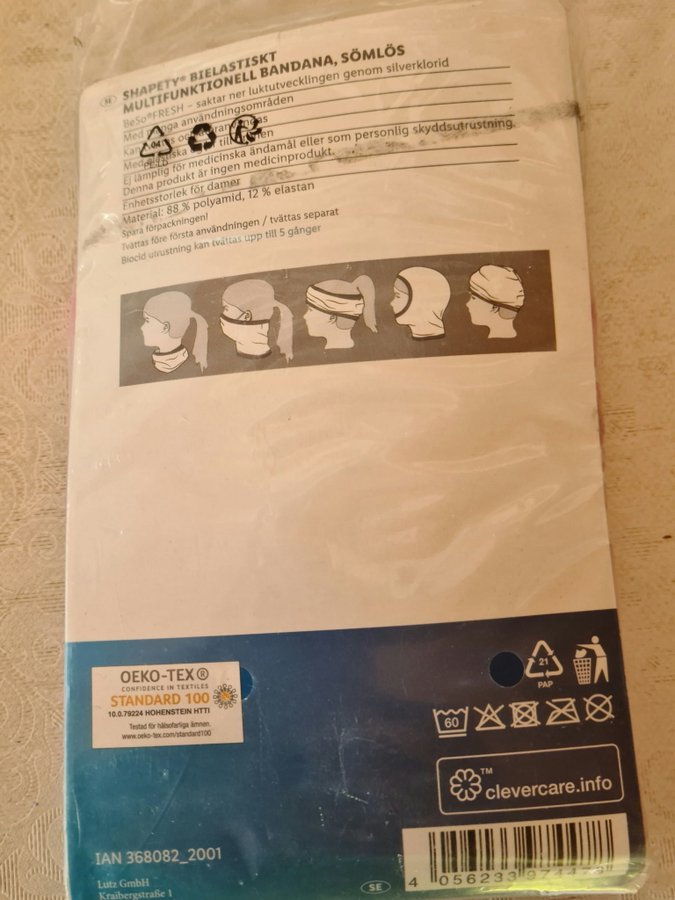 SE
SHAPETY® BIELASTISKT
MULTIFUNKTIONELL BANDANA, SÖMLÖS
BeSo®FRESH – saktar ner luktutvecklingen genom silverklorid
Med användningsområden
Ej lämplig för medicinska ändamål eller som personlig skyddsutrustning.
Denna produkt är ingen medicinprodukt.
Enhetsstorlek för damer
Material: 88 % polyamid, 12 % elastan
Spara förpackningen!
Tvättas före första användningen / tvättas separat
Biocid utrustning kan tvättas upp till 5 gånger
OEKO-TEX®
CONFIDENCE IN TEXTILES
STANDARD 100
10.0.79224 HOHENSTEIN HTTI
Testad för hälsofarliga ämnen.
www.oeko-tex.com/standard100
21
PAP
60
TM
clevercare.info
IAN 368082_2001
Lutz GmbH
Kraibergstraße 1
SE
4 056233